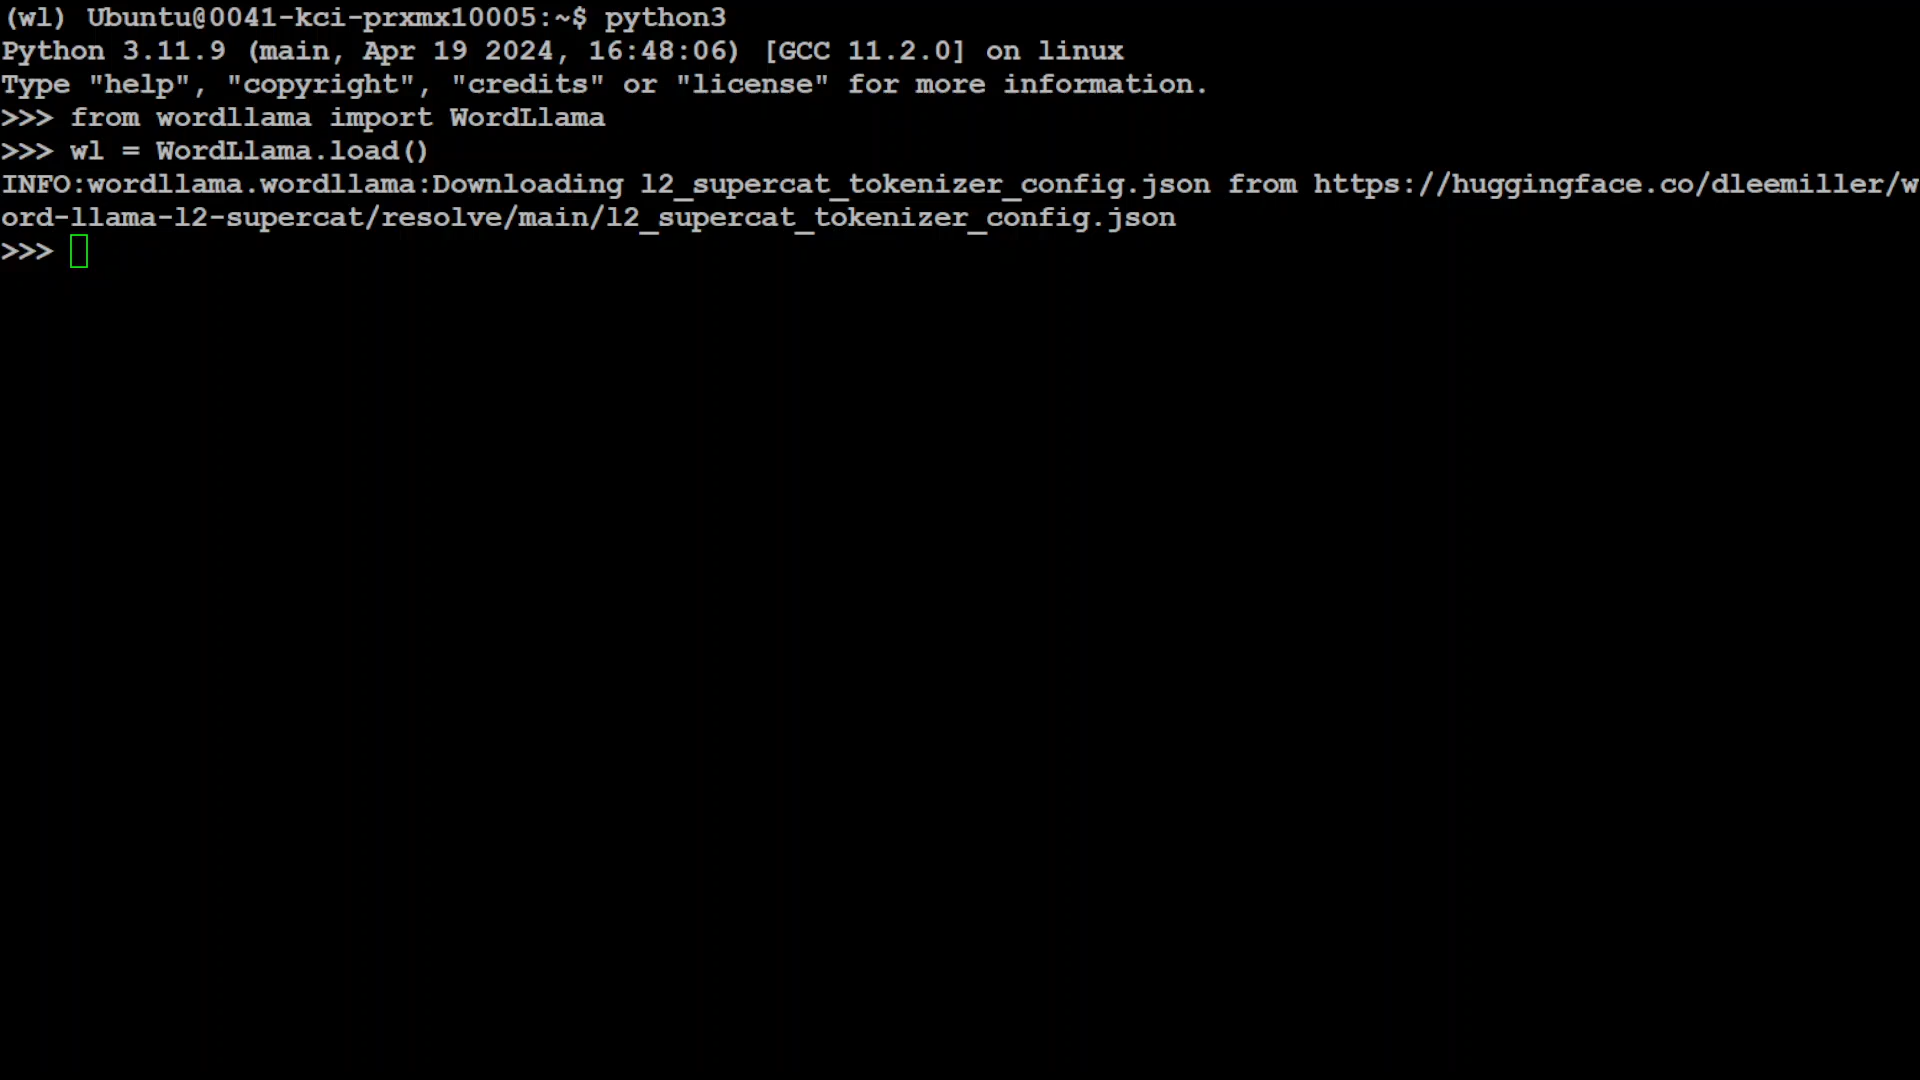 (wl) Ubuntu@0041-kci-prxmx10005:~$ python3
Python 3.11.9 (main, Apr 19 2024, 16:48:06) [GCC 11.2.0] on linux
Type "help", "copyright", "credits" or "license" for more information.
>>> from wordllama import WordLlama
>>> wl = WordLlama.load()
INFO:wordllama.wordllama:Downloading l2_supercat_tokenizer_config.json from https://huggingface.co/dleemiller/w
ord-llama-l2-supercat/resolve/main/l2_supercat_tokenizer_config.json
>>>